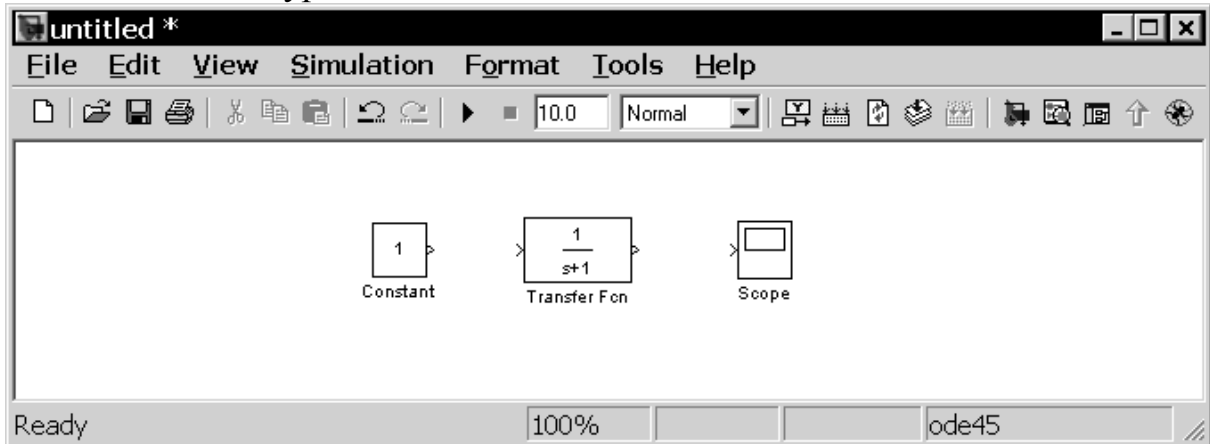 untitled *
File Edit View Simulation Format Tools Help
10.0 Normal
1
Constant
1
s+1
Transfer Fcn
Scope
Ready 100% ode45